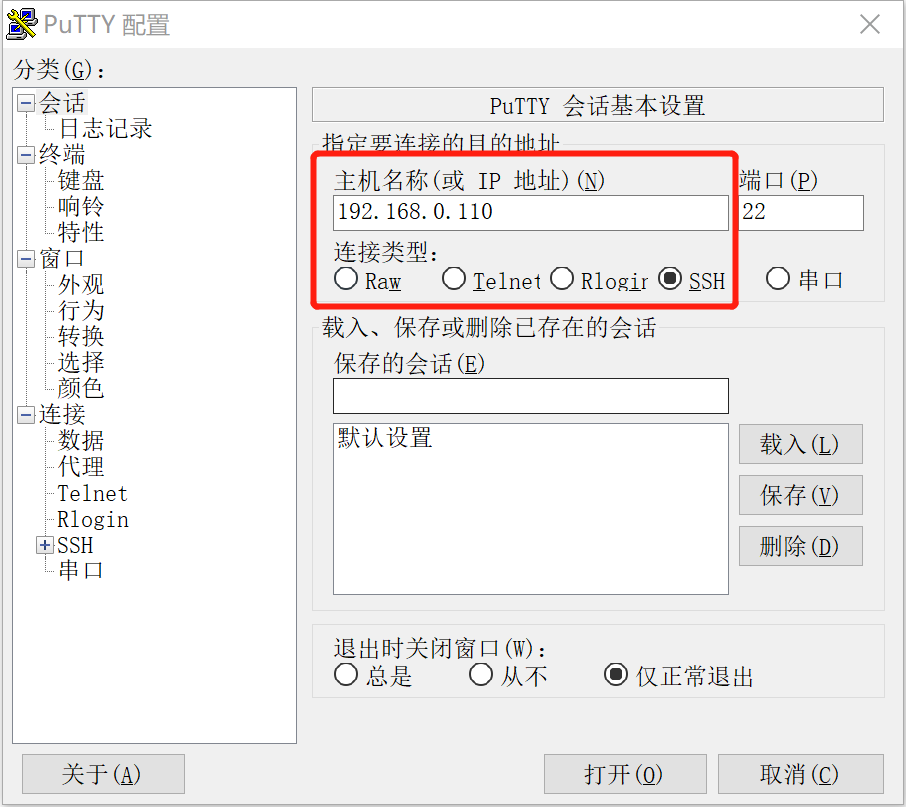 PuTTY 配置
分类(G):
会话
日志记录
终端
键盘
响铃
特性
窗口
外观
行为
转换
选择
颜色
连接
数据
代理
Telnet
Rlogin
SSH
串口
PuTTY 会话基本设置
指定要连接的目的地址
主机名称(或 IP 地址)(N) 端口(P)
192.168.0.110 22
连接类型:
Raw Telnet Rlogin SSH 串口
载入、保存或删除已存在的会话
保存的会话(E)
默认设置
载入(L)
保存(V)
删除(D)
退出时关闭窗口(W):
总是 从不 仅正常退出
关于(A) 打开(O) 取消(C)